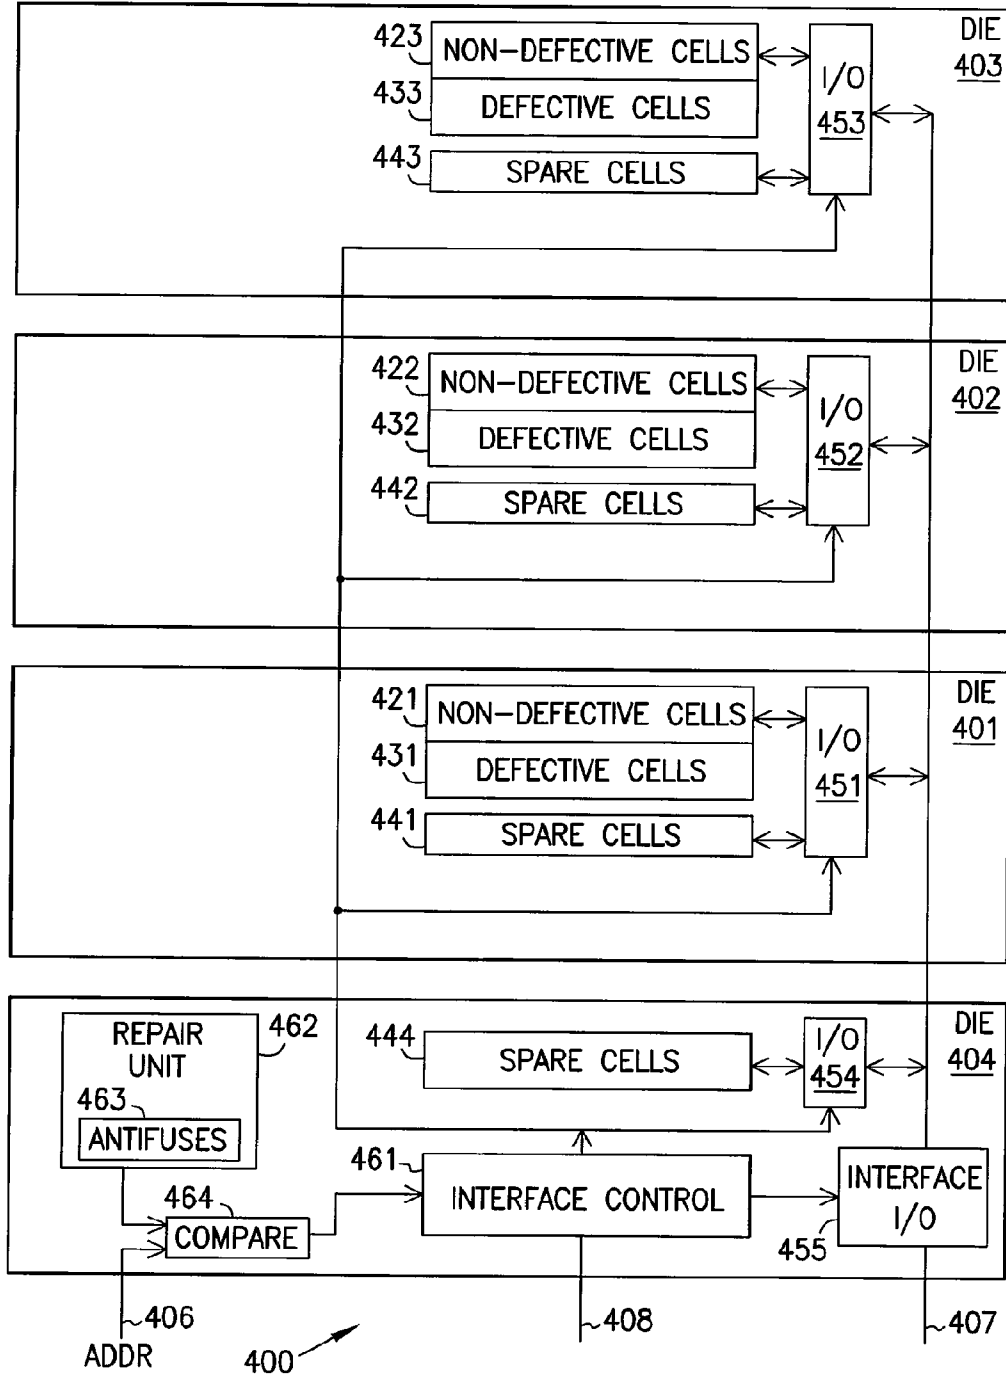 DIE
403
423
NON-DEFECTIVE CELLS
433
DEFECTIVE CELLS
443
SPARE CELLS
I/O
453
DIE
402
422
NON-DEFECTIVE CELLS
432
DEFECTIVE CELLS
442
SPARE CELLS
I/O
452
DIE
401
421
NON-DEFECTIVE CELLS
431
DEFECTIVE CELLS
441
SPARE CELLS
I/O
451
DIE
404
REPAIR
UNIT
462
463
ANTIFUSES
444
SPARE CELLS
I/O
454
464
COMPARE
461
INTERFACE CONTROL
INTERFACE
I/O
455
406
ADDR
400
408
407